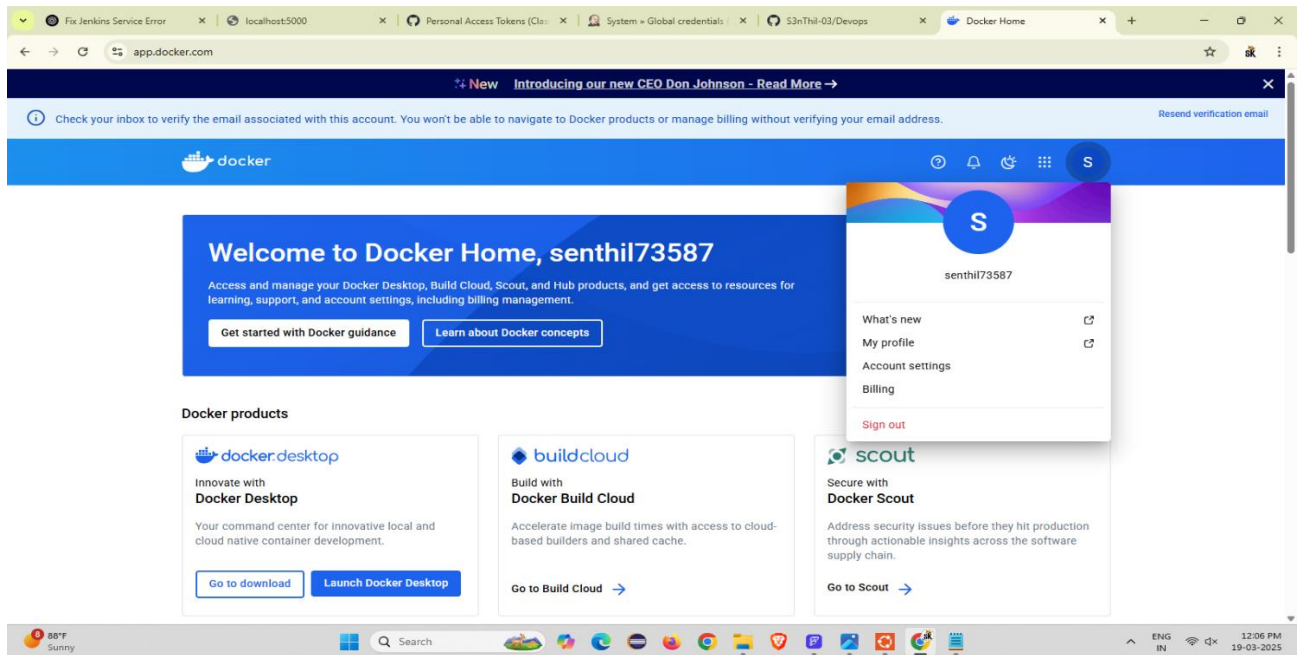 Fix Jenkins Service Error
localhost:5000
Personal Access Tokens (Clas
System » Global credentials
S3nThil-03/Devops
Docker Home
app.docker.com
sk
New Introducing our new CEO Don Johnson - Read More →
Check your inbox to verify the email associated with this account. You won't be able to navigate to Docker products or manage billing without verifying your email address.
Resend verification email
docker
S
S
senthil73587
What's new
My profile
Account settings
Billing
Sign out
Welcome to Docker Home, senthil73587
Access and manage your Docker Desktop, Build Cloud, Scout, and Hub products, and get access to resources for
learning, support, and account settings, including billing management.
Get started with Docker guidance
Learn about Docker concepts
Docker products
docker.desktop
Innovate with
Docker Desktop
Your command center for innovative local and
cloud native container development.
Go to download
Launch Docker Desktop
buildcloud
Build with
Docker Build Cloud
Accelerate image build times with access to cloud-
based builders and shared cache.
Go to Build Cloud →
scout
Secure with
Docker Scout
Address security issues before they hit production
through actionable insights across the software
supply chain.
Go to Scout →
88°F
Sunny
Search
sk
ENG
IN
12:06 PM
19-03-2025